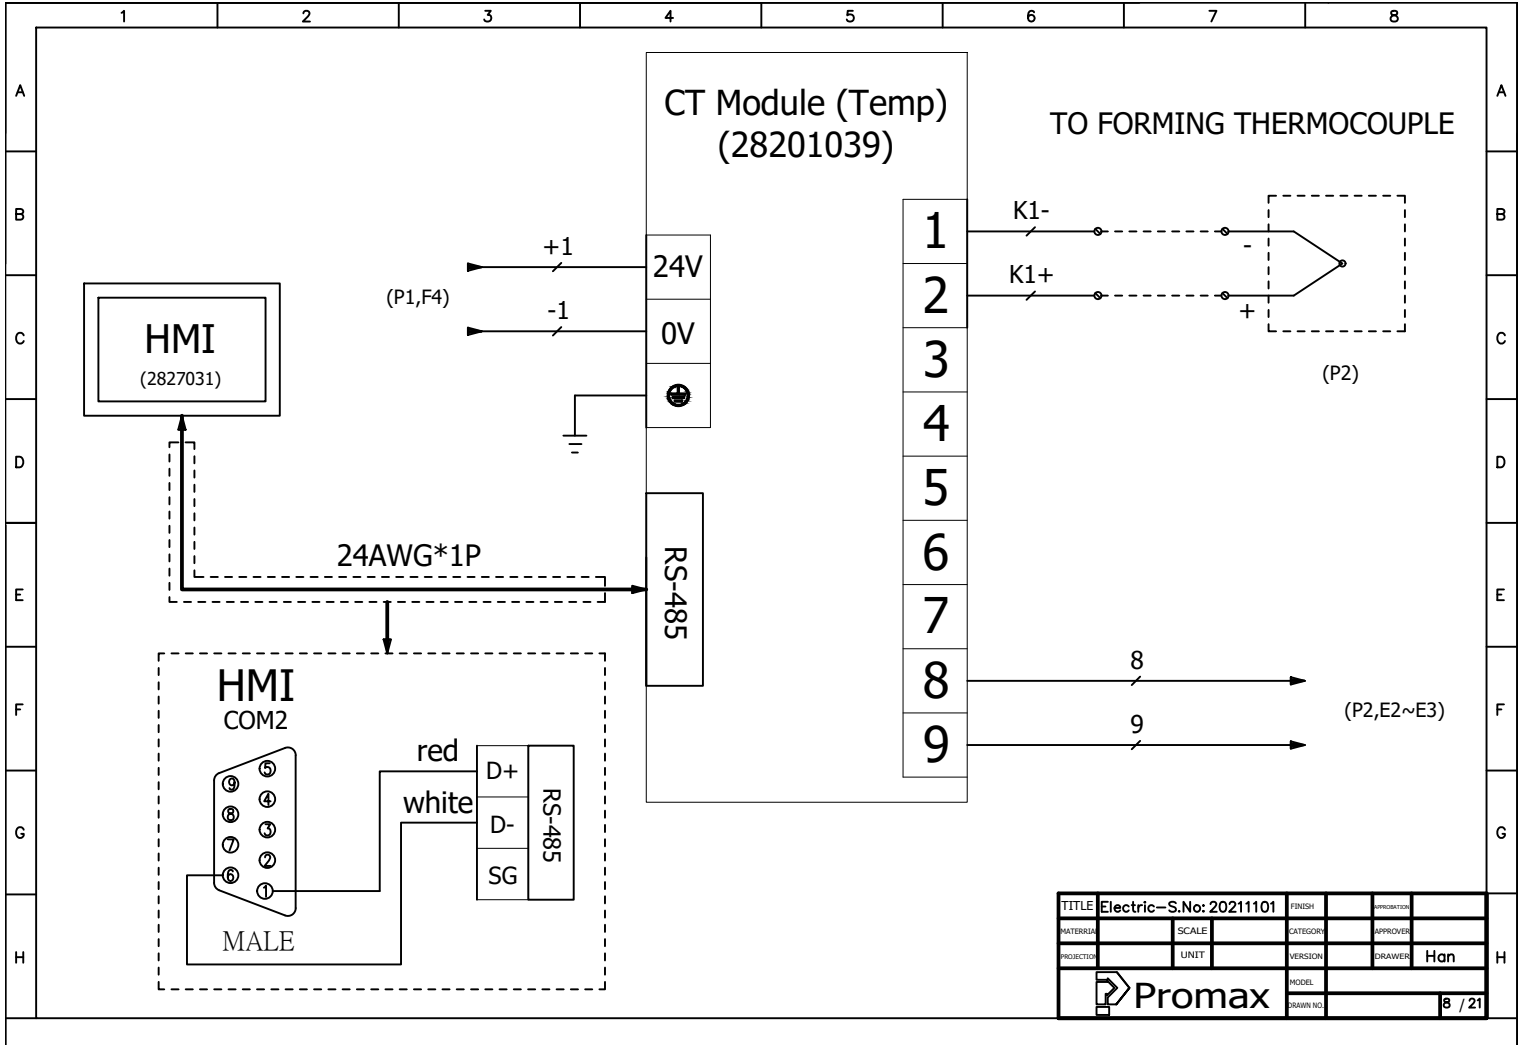 1 2 3 4 5 6 7 8
A A
B B
C C
D D
E E
F F
G G
H H
CT Module (Temp)
(28201039)
TO FORMING THERMOCOUPLE
+1
24V
(P1,F4)
-1
0V
HMI
(2827031)
1
2
3
4
5
6
7
8
9
K1-
-
K1+
+
(P2)
24AWG*1P
RS-485
8
9
(P2,E2~E3)
HMI
COM2
5
9
4
8
3
7
2
6
1
MALE
red
white
D+
D-
SG
RS-485
TITLE Electric-S.No: 20211101 FINISH APPROBATION
MATERRIA SCALE CATEGORY APPROVER
PROJECTION UNIT VERSION DRAWER Han
Promax
MODEL
DRAWN NO. 8 / 21